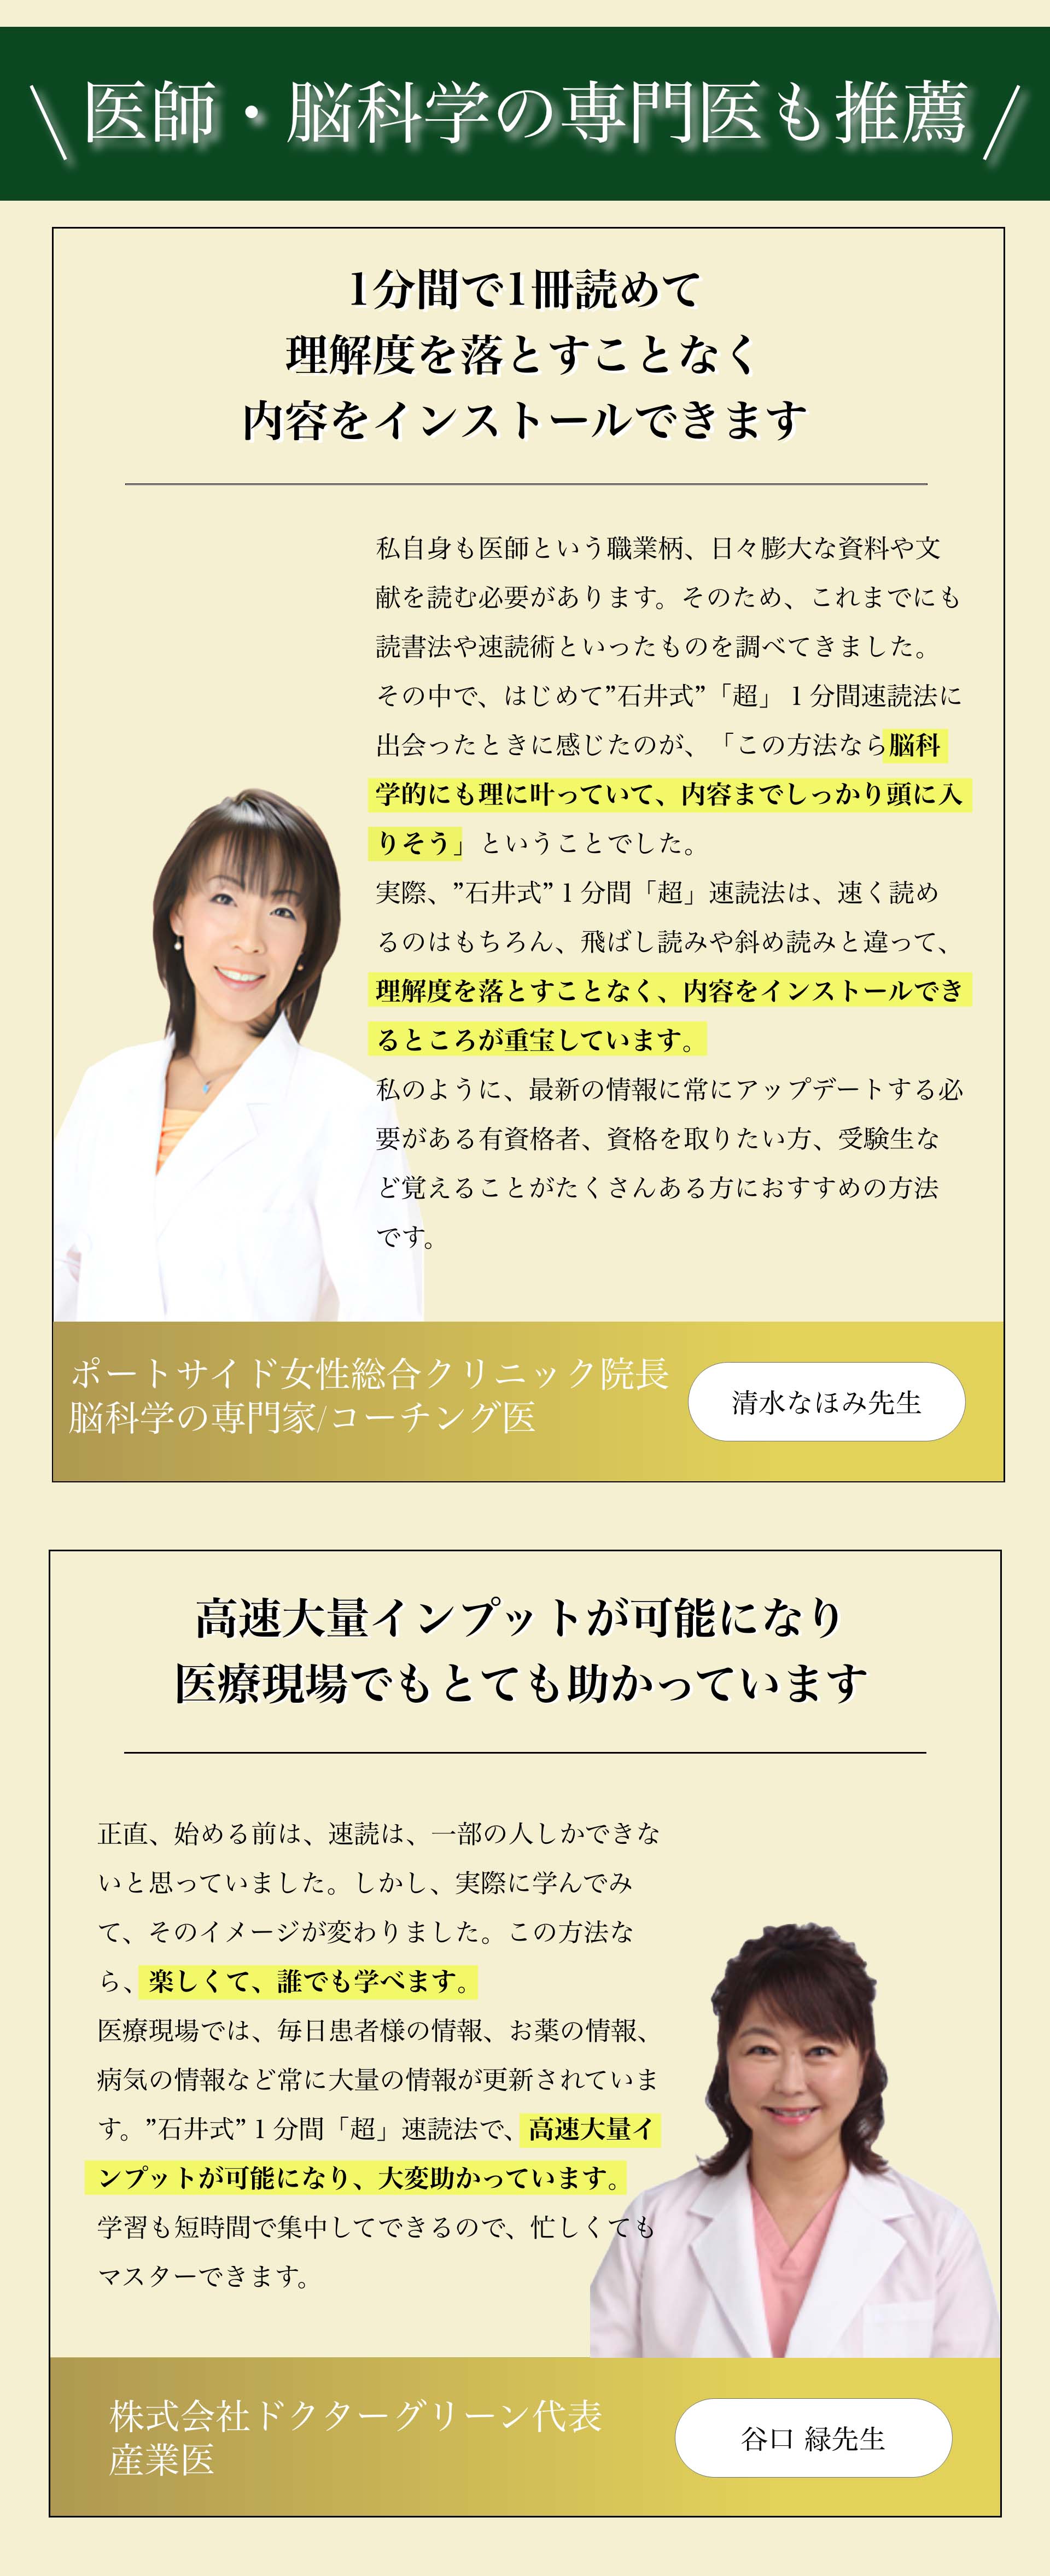 \ 医師・脳科学の専門医も推薦 /
1分間で1冊読めて
理解度を落とすことなく
内容をインストールできます
私自身も医師という職業柄、日々膨大な資料や文
献を読む必要があります。そのため、これまでにも
読書法や速読術といったものを調べてきました。
その中で、はじめて”石井式”「超」１分間速読法に
出会ったときに感じたのが、「この方法なら脳科
学的にも理に叶っていて、内容までしっかり頭に入
りそう」ということでした。
実際、”石井式”１分間「超」速読法は、速く読め
るのはもちろん、飛ばし読みや斜め読みと違って、
理解度を落とすことなく、内容をインストールでき
るところが重宝しています。
私のように、最新の情報に常にアップデートする必
要がある有資格者、資格を取りたい方、受験生な
ど覚えることがたくさんある方におすすめの方法
です。
ポートサイド女性総合クリニック院長
脳科学の専門家/コーチング医
清水なほみ先生
高速大量インプットが可能になり
医療現場でもとても助かっています
正直、始める前は、速読は、一部の人しかできな
いと思っていました。しかし、実際に学んでみ
て、そのイメージが変わりました。この方法な
ら、楽しくて、誰でも学べます。
医療現場では、毎日患者様の情報、お薬の情報、
病気の情報など常に大量の情報が更新されていま
す。”石井式”１分間「超」速読法で、高速大量イ
ンプットが可能になり、大変助かっています。
学習も短時間で集中してできるので、忙しくても
マスターできます。
株式会社ドクターグリーン代表
産業医
谷口 緑先生